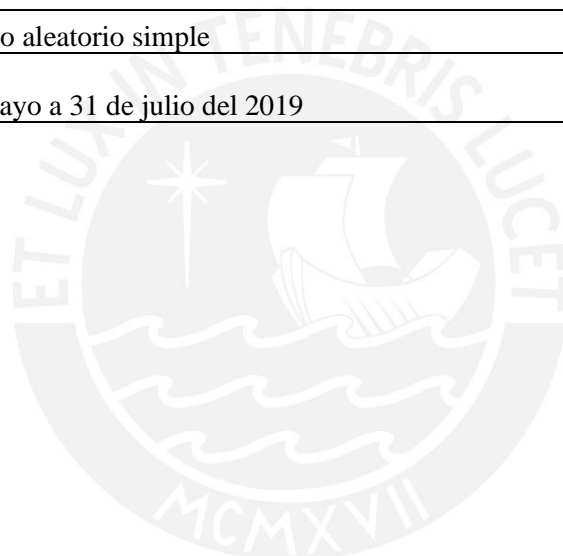 o aleatorio simple
ayo a 31 de julio del 2019
ET LUX IN TENEBRIS LUCET
MCMXVII